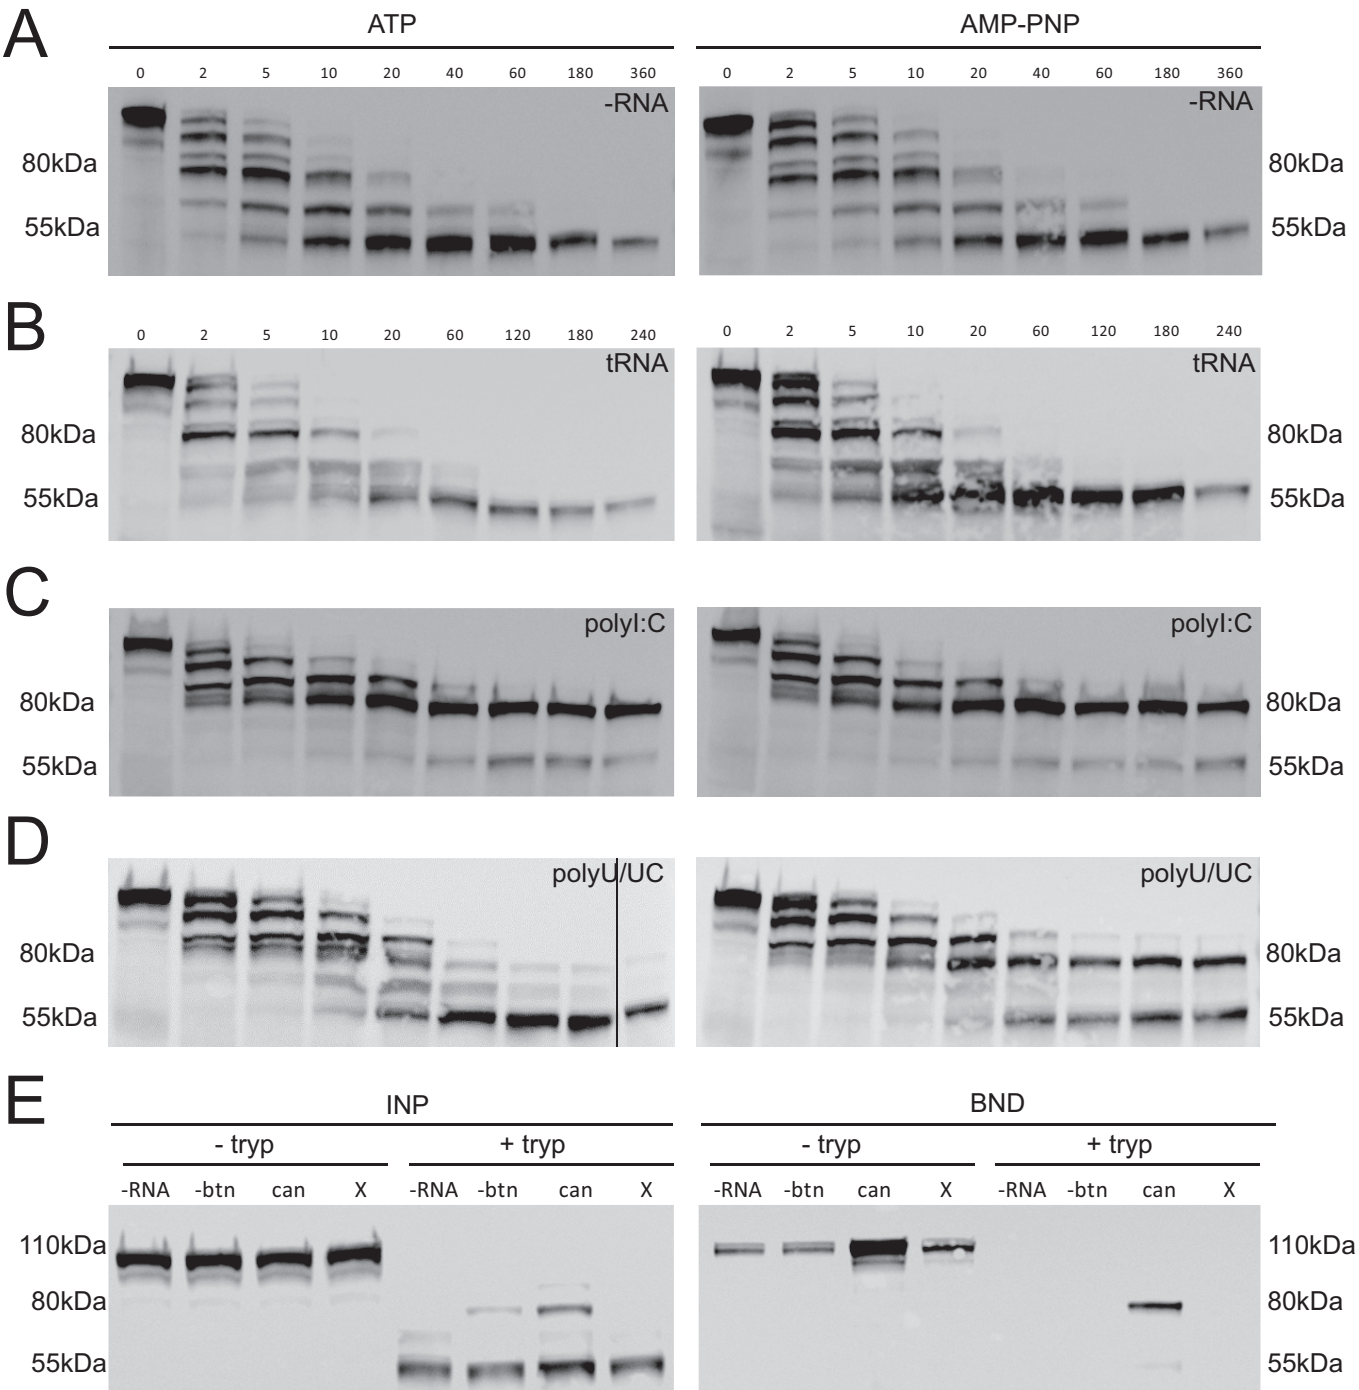 A
ATP AMP-PNP
0 2 5 10 20 40 60 180 360 0 2 5 10 20 40 60 180 360
-RNA -RNA
80kDa 80kDa
55kDa 55kDa
B
0 2 5 10 20 60 120 180 240 0 2 5 10 20 60 120 180 240
tRNA tRNA
80kDa 80kDa
55kDa 55kDa
C
polyI:C polyI:C
80kDa 80kDa
55kDa 55kDa
D
polyU/UC polyU/UC
80kDa 80kDa
55kDa 55kDa
E
INP BND
- tryp + tryp - tryp + tryp
-RNA -btn can X -RNA -btn can X -RNA -btn can X -RNA -btn can X
110kDa 110kDa
80kDa 80kDa
55kDa 55kDa